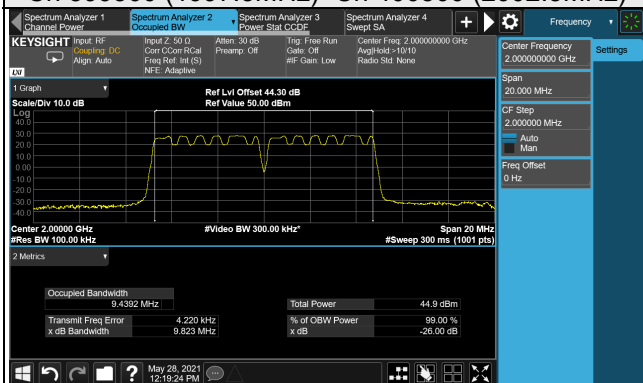 Spectrum Analyzer 1
Channel Power
Spectrum Analyzer 2
Occupied BW
Spectrum Analyzer 3
Power Stat CCDF
Spectrum Analyzer 4
Swept SA
Frequency
KEYSIGHT
Input: RF
Coupling: DC
Align: Auto
Input Z: 50 Ω
Corr CCorr RCal
Freq Ref: Int (S)
NFE: Adaptive
Atten: 30 dB
Preamp: Off
Trig: Free Run
Gate: Off
#IF Gain: Low
Center Freq: 2.000000000 GHz
Avg|Hold:>10/10
Radio Std: None
LXI
Center Frequency
2.000000000 GHz
Settings
Span
20.000 MHz
CF Step
2.000000 MHz
Auto
Man
Freq Offset
0 Hz
1 Graph
Scale/Div 10.0 dB
Ref Lvl Offset 44.30 dB
Ref Value 50.00 dBm
Log
40.0
30.0
20.0
10.0
0.00
-10.0
-20.0
-30.0
-40.0
Center 2.00000 GHz
#Res BW 100.00 kHz
#Video BW 300.00 kHz*
Span 20 MHz
#Sweep 300 ms (1001 pts)
2 Metrics
Occupied Bandwidth
9.4392 MHz
Total Power 44.9 dBm
Transmit Freq Error 4.220 kHz
% of OBW Power 99.00 %
x dB Bandwidth 9.823 MHz
x dB -26.00 dB
May 28, 2021
12:19:24 PM